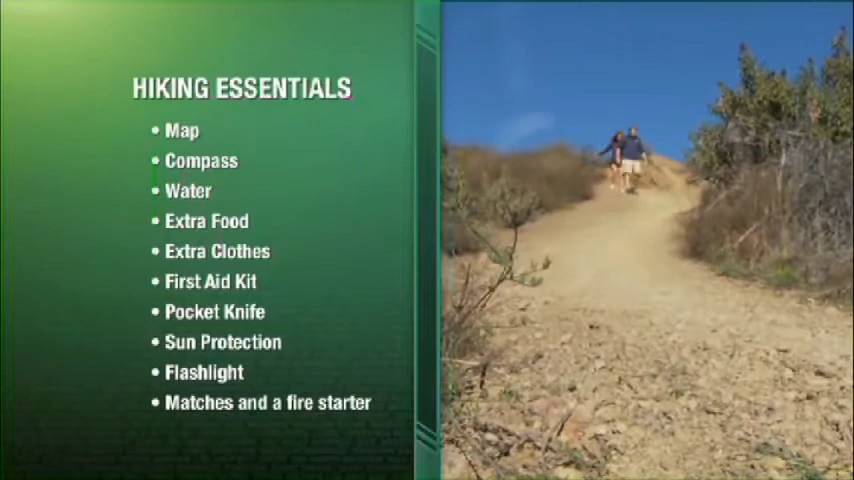 HIKING ESSENTIALS
• Map
• Compass
• Water
• Extra Food
• Extra Clothes
• First Aid Kit
• Pocket Knife
• Sun Protection
• Flashlight
• Matches and a fire starter